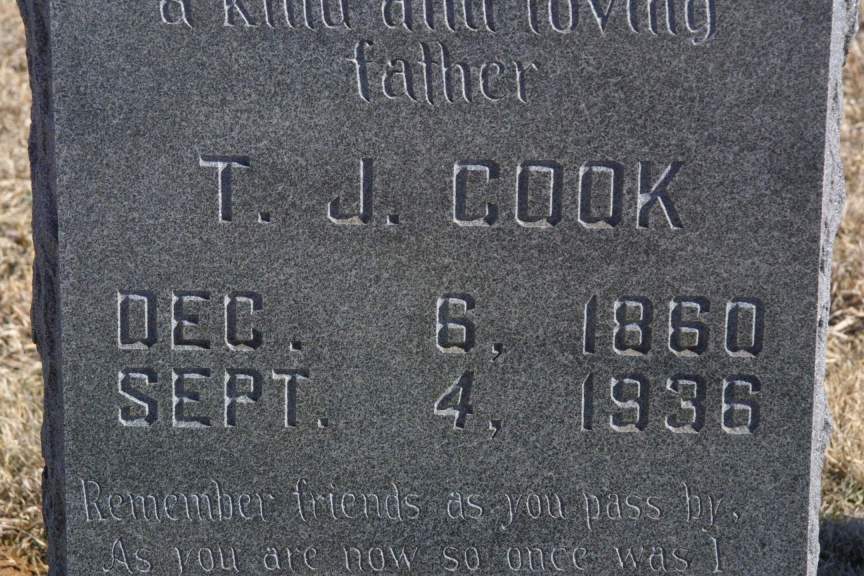 a kind and loving
father
T. J. COOK
DEC. 6, 1860
SEPT. 4, 1936
Remember friends as you pass by,
As you are now so once was I